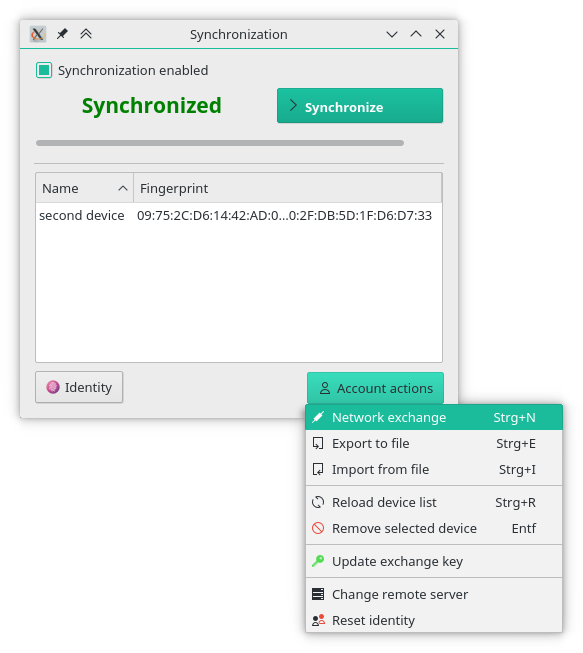 Synchronization
Synchronization enabled
Synchronized
Synchronize
Name Fingerprint
second device 09:75:2C:D6:14:42:AD:0...0:2F:DB:5D:1F:D6:D7:33
Identity
Account actions
Network exchange Strg+N
Export to file Strg+E
Import from file Strg+I
Reload device list Strg+R
Remove selected device Entf
Update exchange key
Change remote server
Reset identity